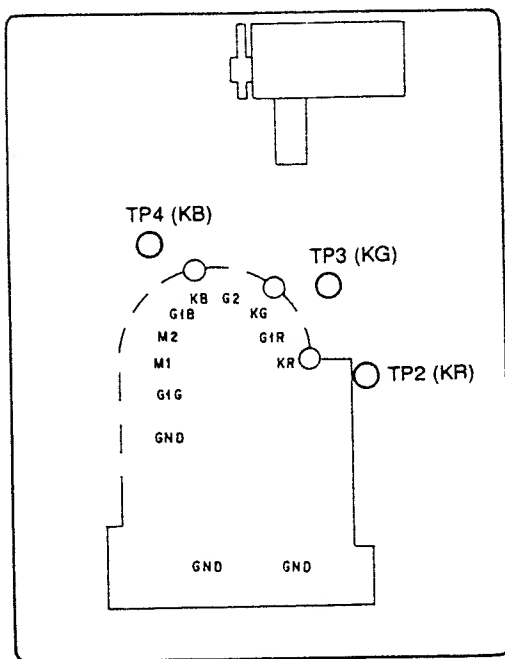 TP4 (KB)
TP3 (KG)
KB G2
G1B KG
M2 G1R
M1 KR
TP2 (KR)
G1G
GND
GND GND